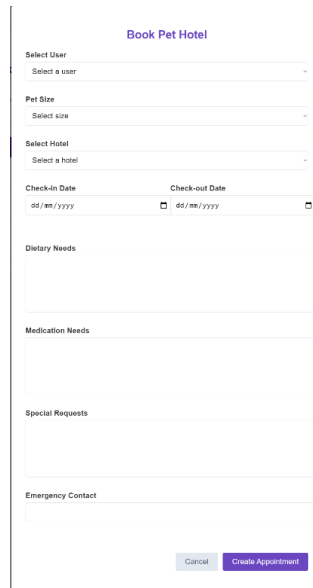 Book Pet Hotel
Select User
Select a user
Pet Size
Select size
Select Hotel
Select a hotel
Check-in Date Check-out Date
dd/mm/yyyy dd/mm/yyyy
Dietary Needs
Medication Needs
Special Requests
Emergency Contact
Cancel Create Appointment